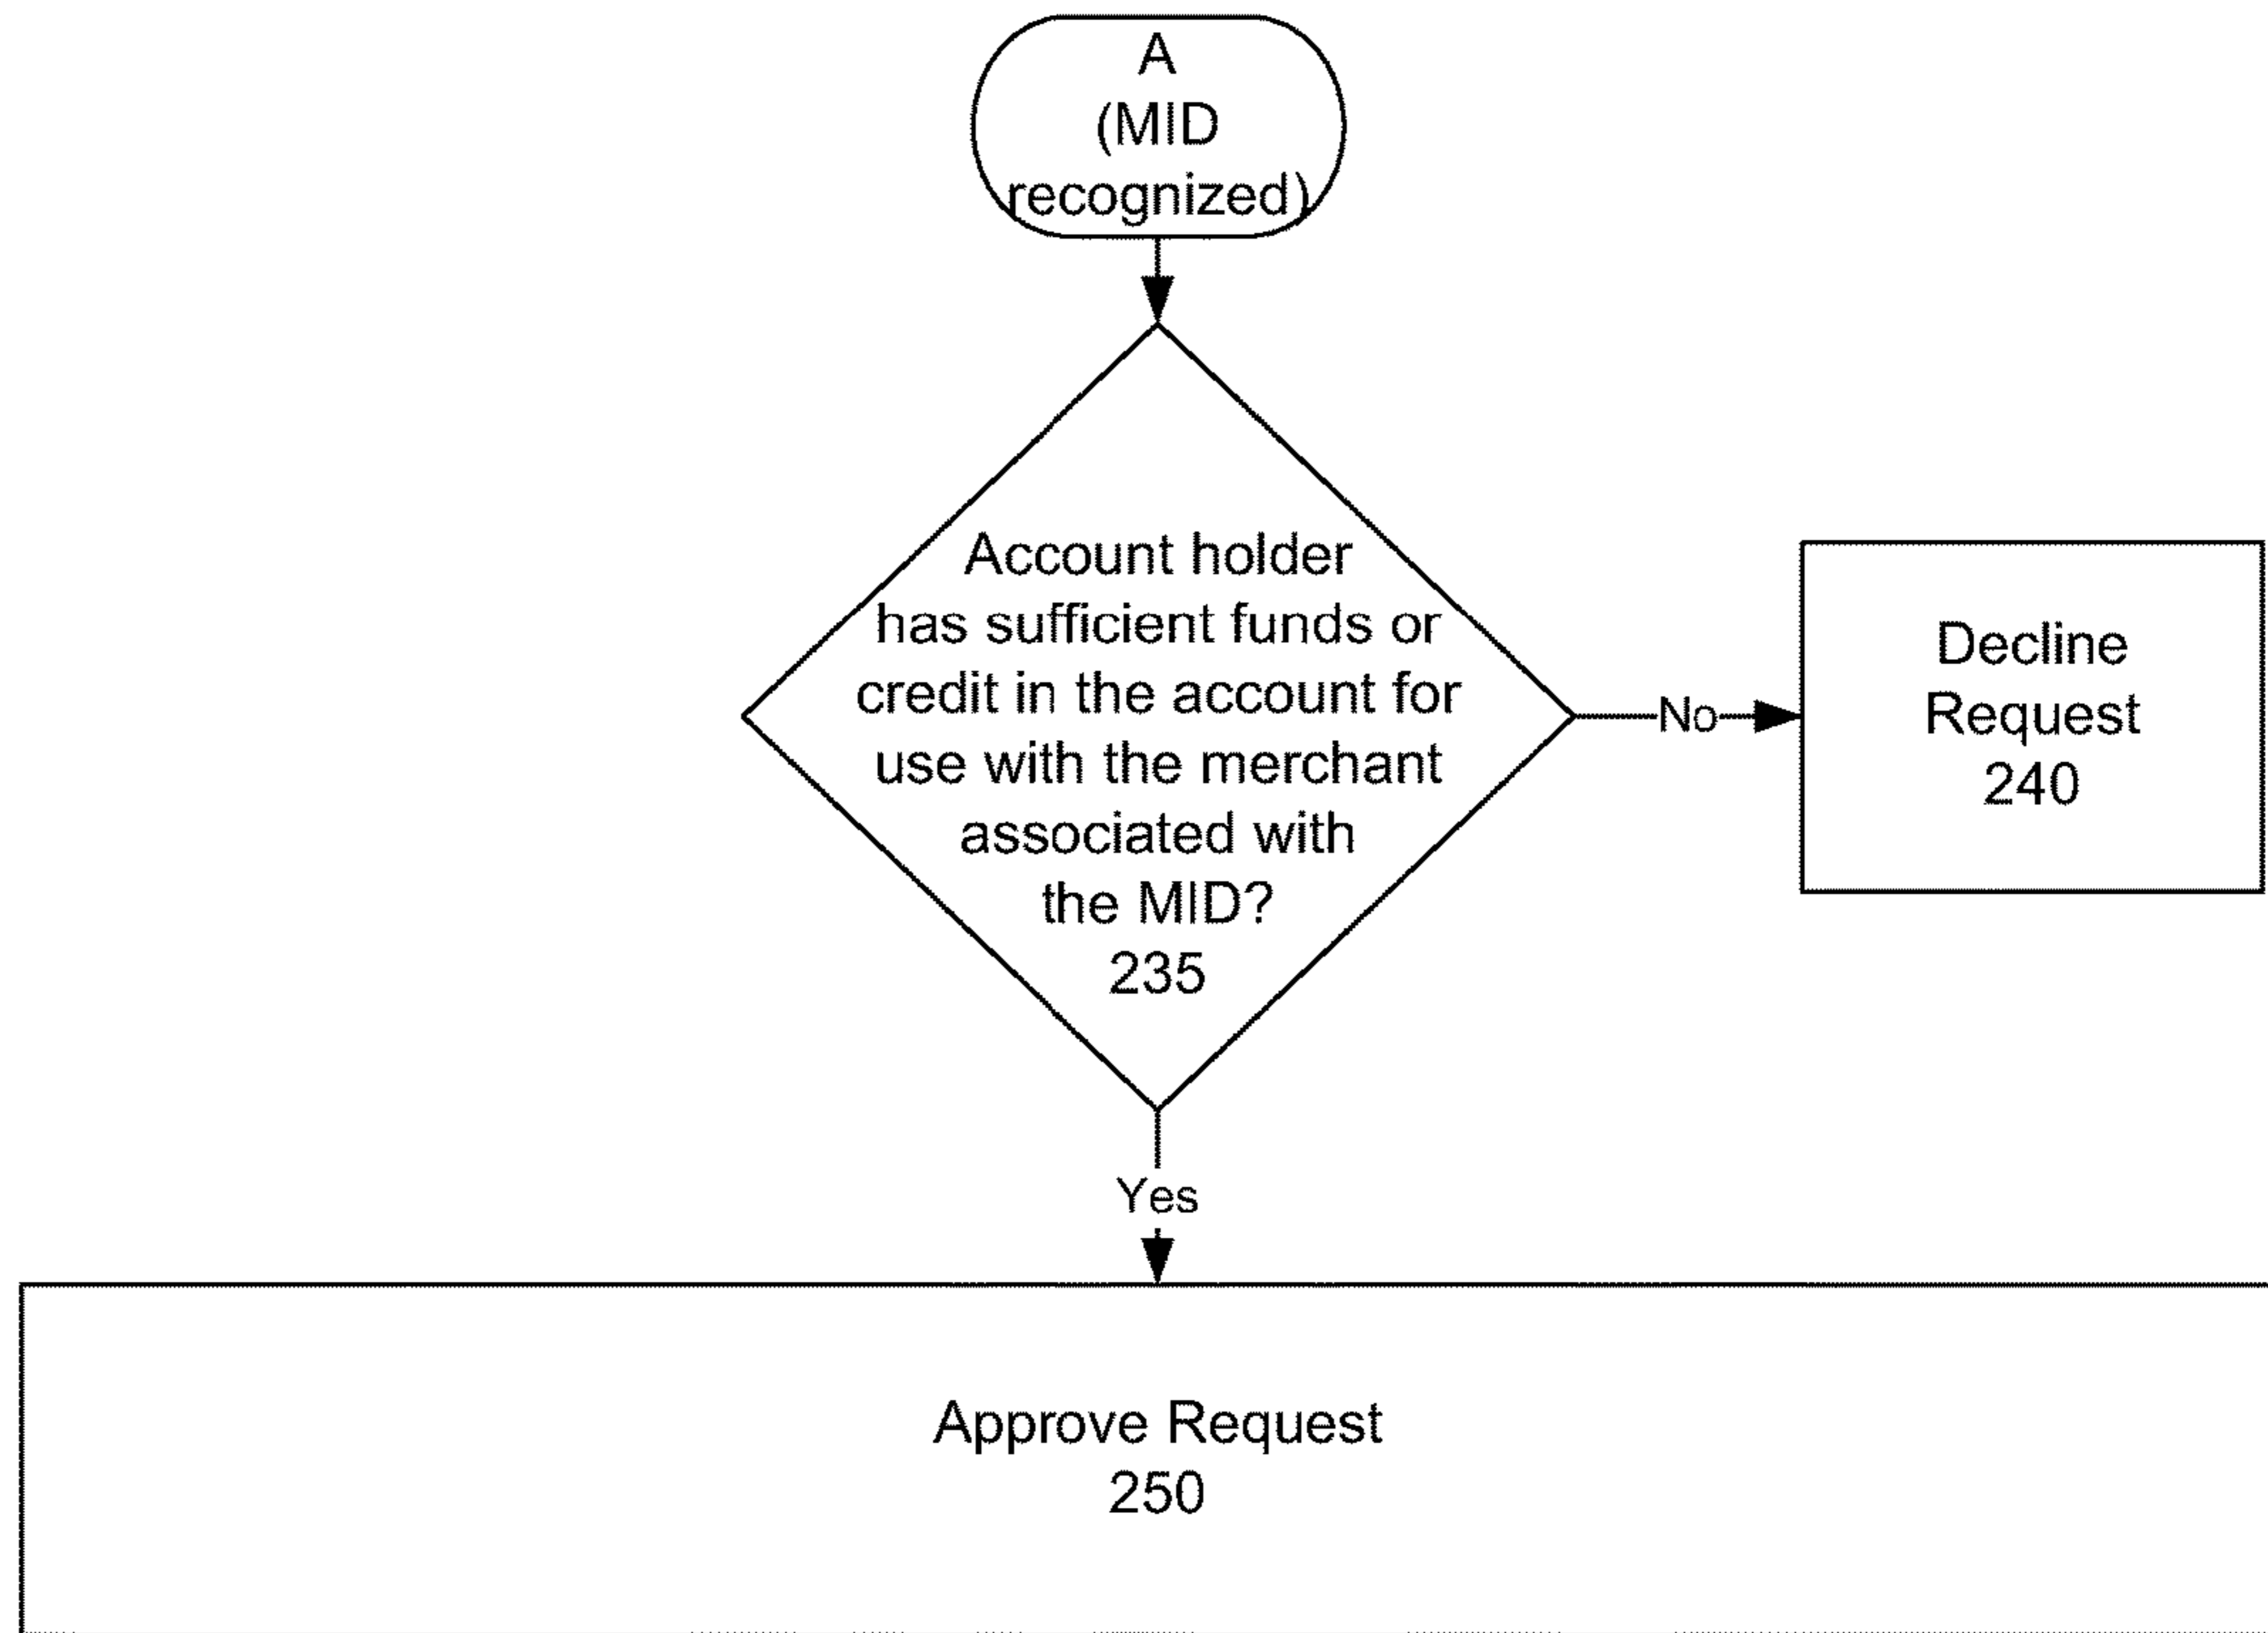 A
(MID
recognized)
Account holder
has sufficient funds or
credit in the account for
use with the merchant
associated with
the MID?
235
No
Decline
Request
240
Yes
Approve Request
250